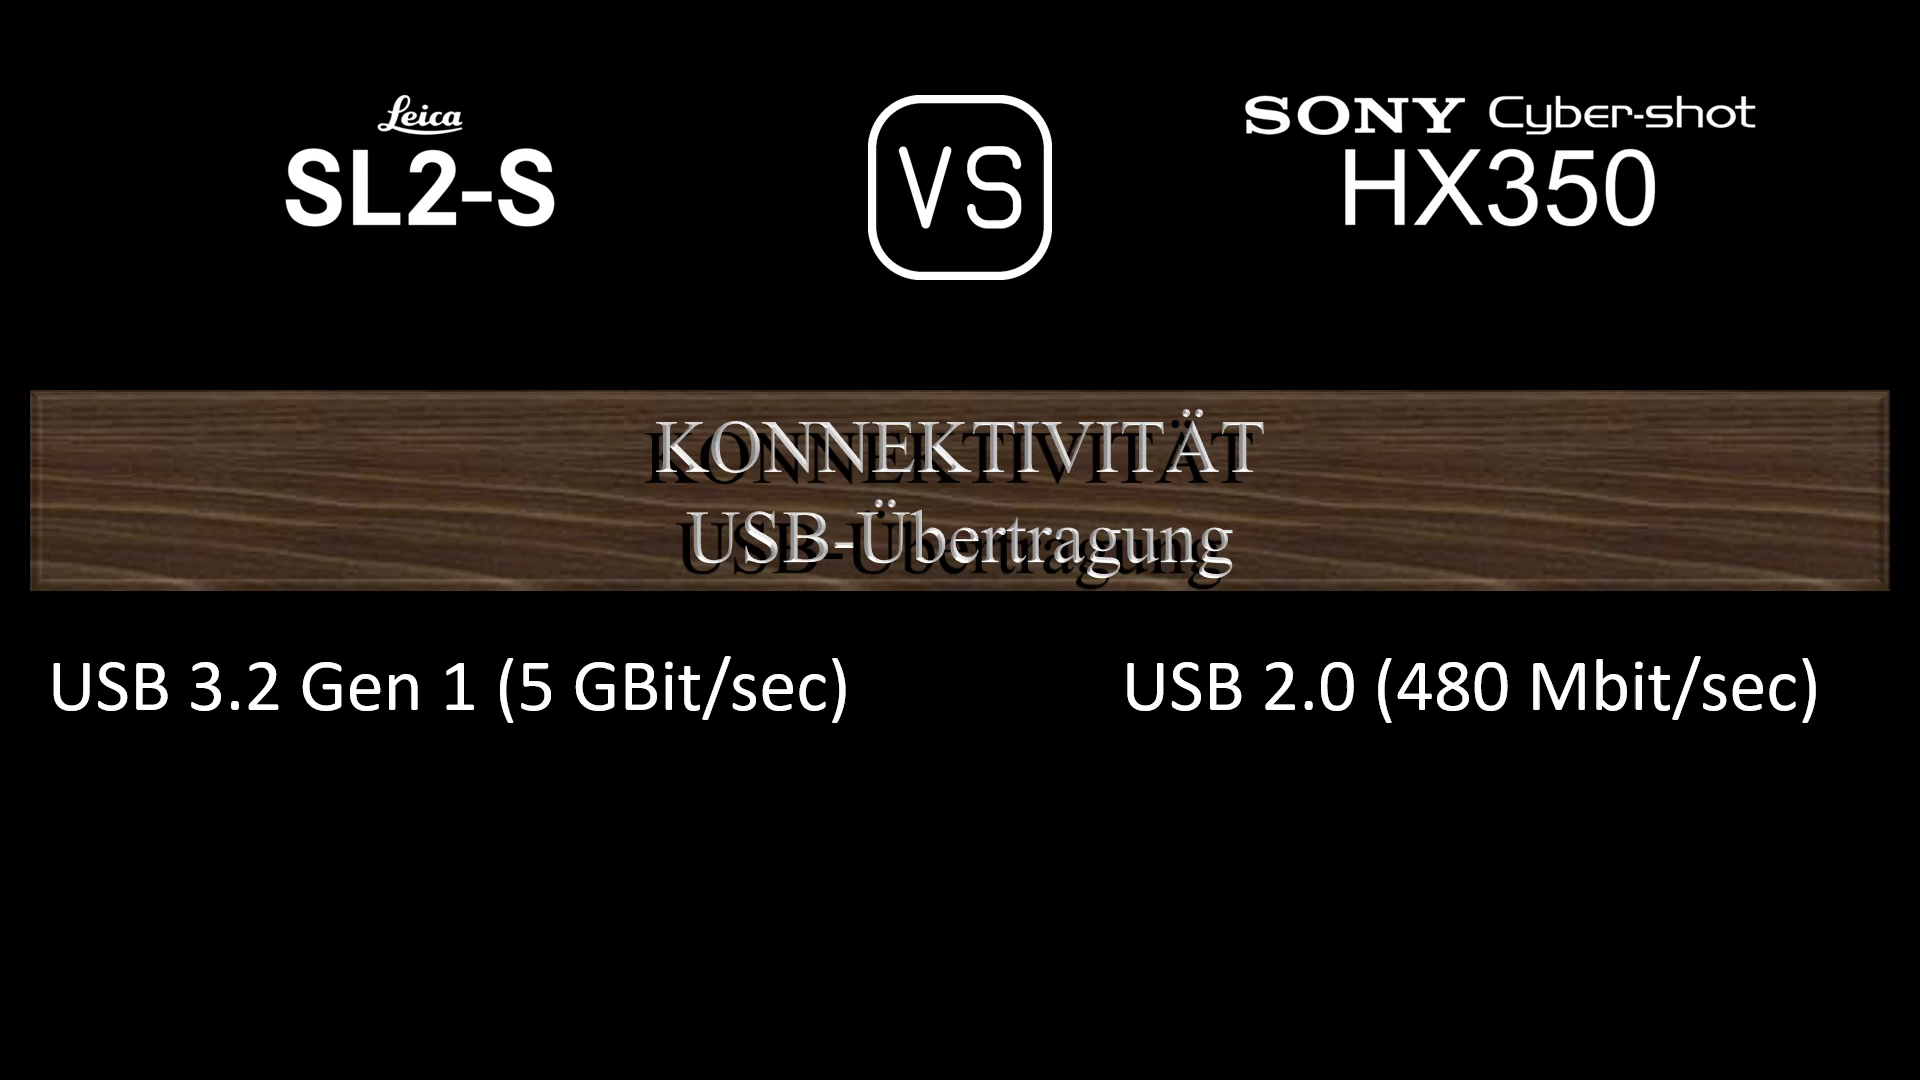 Leica
SL2-S
VS
SONY Cyber-shot
HX350
KONNEKTIVITÄT
USB-Übertragung
USB 3.2 Gen 1 (5 GBit/sec)
USB 2.0 (480 Mbit/sec)